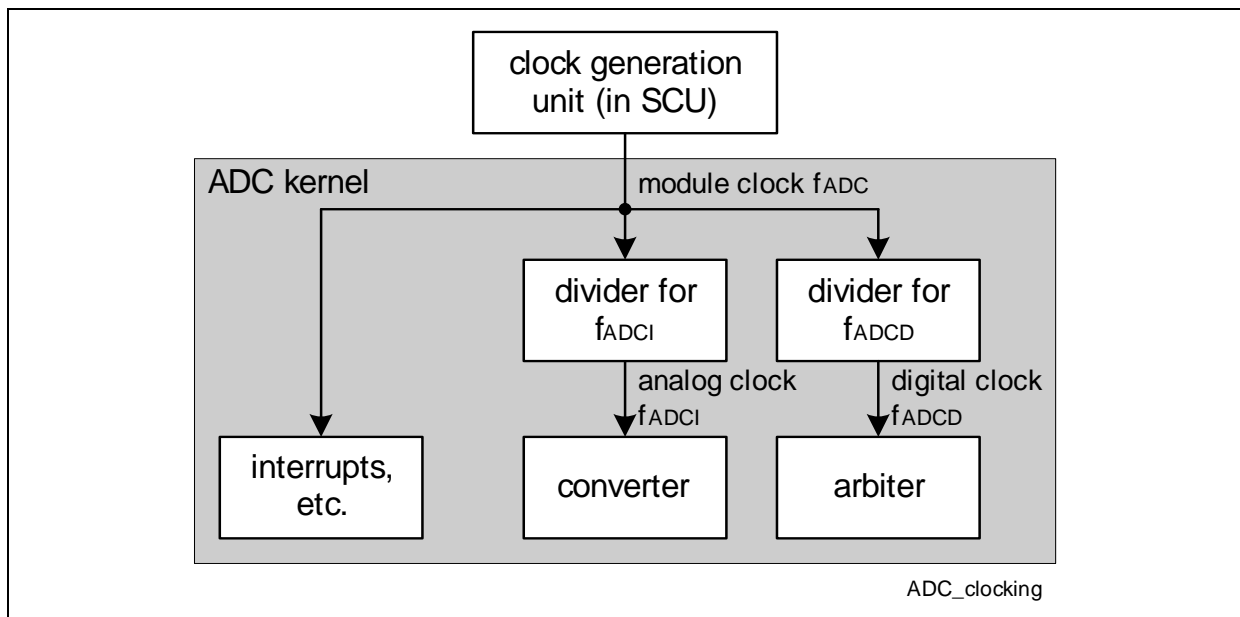 clock generation
unit (in SCU)
ADC kernel
module clock fADC
divider for
fADCI
divider for
fADCD
analog clock
fADCI
digital clock
fADCD
interrupts,
etc.
converter
arbiter
ADC_clocking